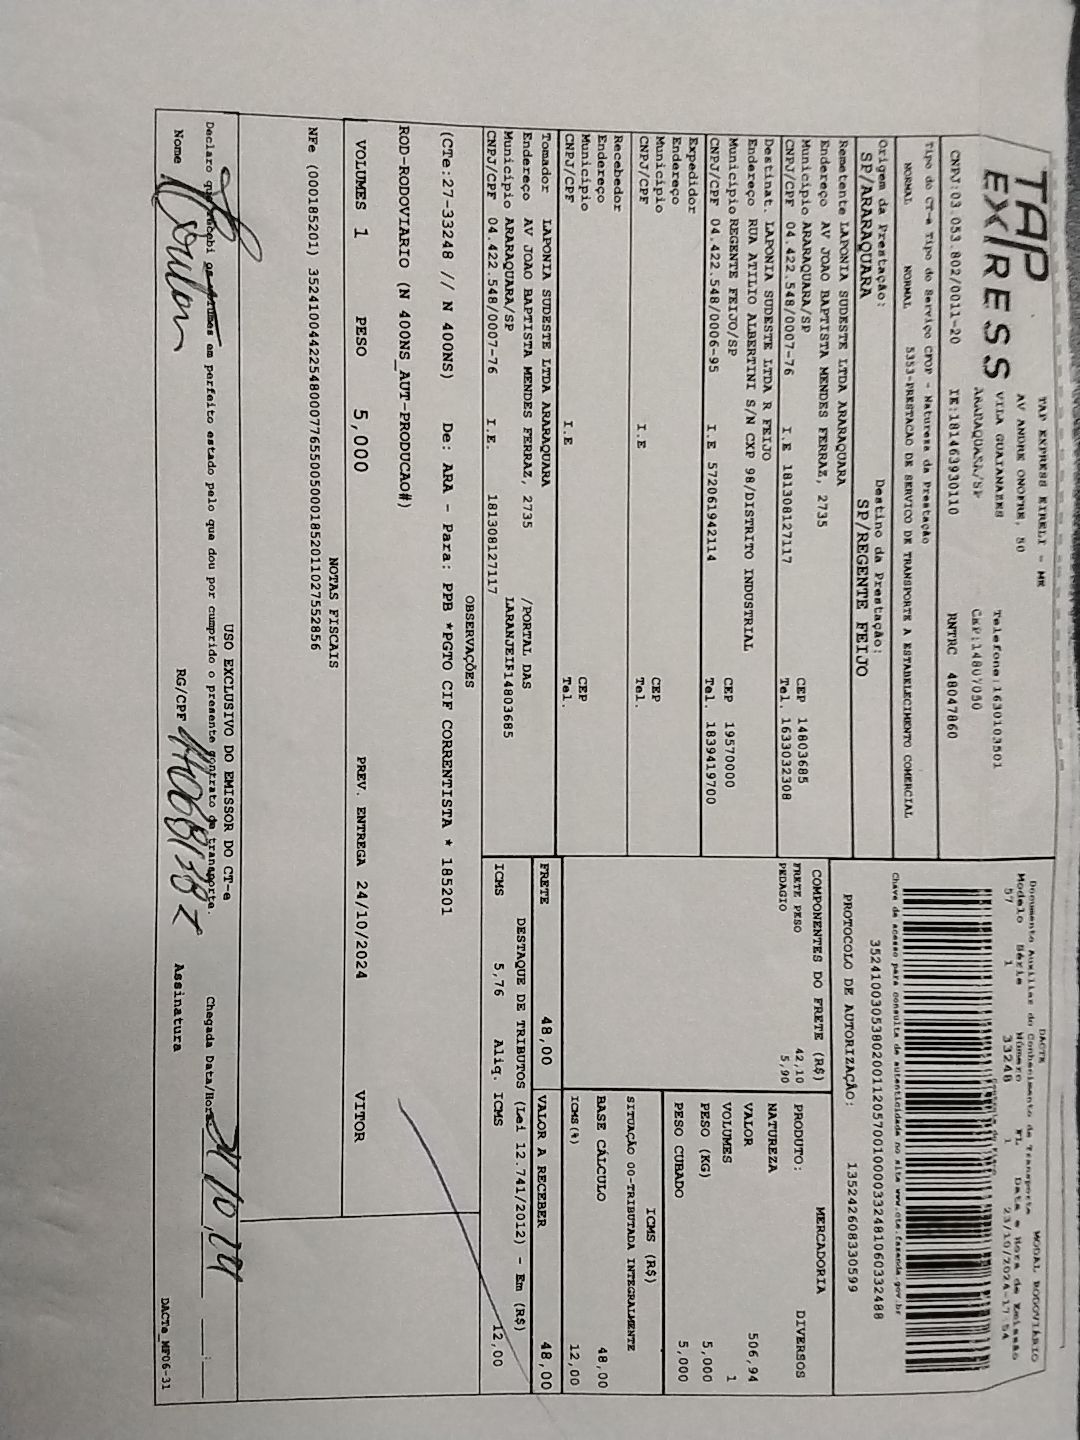 TAP
EXPRESS
TAP EXPRESS EIRELI - ME
AV ANDRE ONOFRE, 50
VILA GUAIANAZES
ARARAQUARA/SP
Telefone:1630103501
CEP:14807050
CNPJ:03.053.802/0011-20 IE:181463930110 RNTRC 48047860
Tipo do CT-e Tipo do Serviço CFOP - Natureza da Prestação
NORMAL NORMAL 5353-PRESTACAO DE SERVICO DE TRANSPORTE A ESTABELECIMENTO COMERCIAL
Origem da Prestação: Destino da Prestação:
SP/ARARAQUARA SP/REGENTE FEIJO
Remetente LAPONIA SUDESTE LTDA ARARAQUARA
Endereço AV JOAO BAPTISTA MENDES FERRAZ, 2735
Municipio ARARAQUARA/SP CEP 14803685
CNPJ/CPF 04.422.548/0007-76 I.E 181308127117 Tel. 1633032308
Destinat. LAPONIA SUDESTE LTDA R FEIJO
Endereço RUA ATILIO ALBERTINI S/N CXP 98/DISTRITO INDUSTRIAL
Municipio REGENTE FEIJO/SP CEP 19570000
CNPJ/CPF 04.422.548/0006-95 I.E 572061942114 Tel. 1839419700
Expedidor
Endereço
Municipio CEP
CNPJ/CPF I.E Tel.
Recebedor
Endereço
Municipio CEP
CNPJ/CPF I.E Tel.
Tomador LAPONIA SUDESTE LTDA ARARAQUARA
Endereço AV JOAO BAPTISTA MENDES FERRAZ, 2735 /PORTAL DAS
Municipio ARARAQUARA/SP LARANJEIR14803685
CNPJ/CPF 04.422.548/0007-76 I.E. 181308127117
DACTE MODAL RODOVIÁRIO
Documento Auxiliar do Conhecimento de Transporte
Modelo Série Número FL Data e Hora de Emissão
57 1 33248 1 23/10/2024-17:54
Controle do Fisco
Chave de acesso para consulta de autenticidade no site www.cte.fazenda.gov.br
35241003053802001120570010000332481060332488
PROTOCOLO DE AUTORIZAÇÃO: 135242608330599
COMPONENTES DO FRETE (R$)
FRETE PESO 42,10
PEDAGIO 5,90
MERCADORIA
PRODUTO: DIVERSOS
NATUREZA
VALOR 506,94
VOLUMES 1
PESO (KG) 5,000
PESO CUBADO 5,000
ICMS (R$)
SITUAÇÃO 00-TRIBUTADA INTEGRALMENTE
BASE CÁLCULO 48,00
ICMS(%) 12,00
FRETE 48,00 VALOR A RECEBER 48,00
DESTAQUE DE TRIBUTOS (Lei 12.741/2012) - Em (R$)
ICMS 5,76 Aliq. ICMS 12,00
OBSERVAÇÕES
(CTe:27-33248 // N 400NS) De: ARA - Para: PPB *PGTO CIF CORRENTISTA * 185201
ROD-RODOVIARIO (N 400NS_AUT-PRODUCAO#)
VOLUMES 1 PESO 5,000 PREV. ENTREGA 24/10/2024 VITOR
NOTAS FISCAIS
NFe (000185201) 35241004422548000776550050001852011027552856
USO EXCLUSIVO DO EMISSOR DO CT-e
Declaro que recebi os volumes em perfeito estado pelo que dou por cumprido o presente contrato de transporte. Chegada Data/Hora 24/10/24 :
Nome RG/CPF Assinatura
DACTe_MF06-31